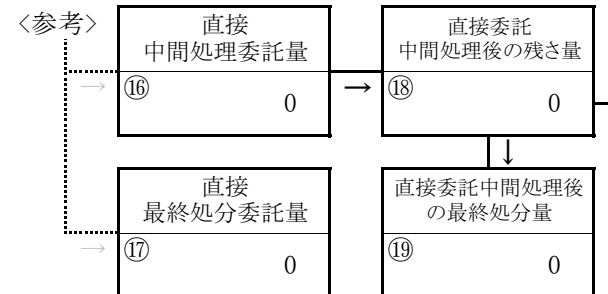 〈参考〉
直接
中間処理委託量
⑯
0
→
→
直接委託
中間処理後の残さ量
⑱
0
↓
直接
最終処分委託量
→
⑰
0
直接委託中間処理後
の最終処分量
⑲
0